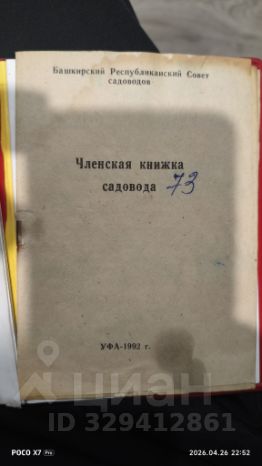 Башкирский Республиканский Совет
садоводов
Членская книжка
садовода 73
УФА-1992 г.
циан
ID 329412861
POCO X7 Pro
2026.04.26 22:52